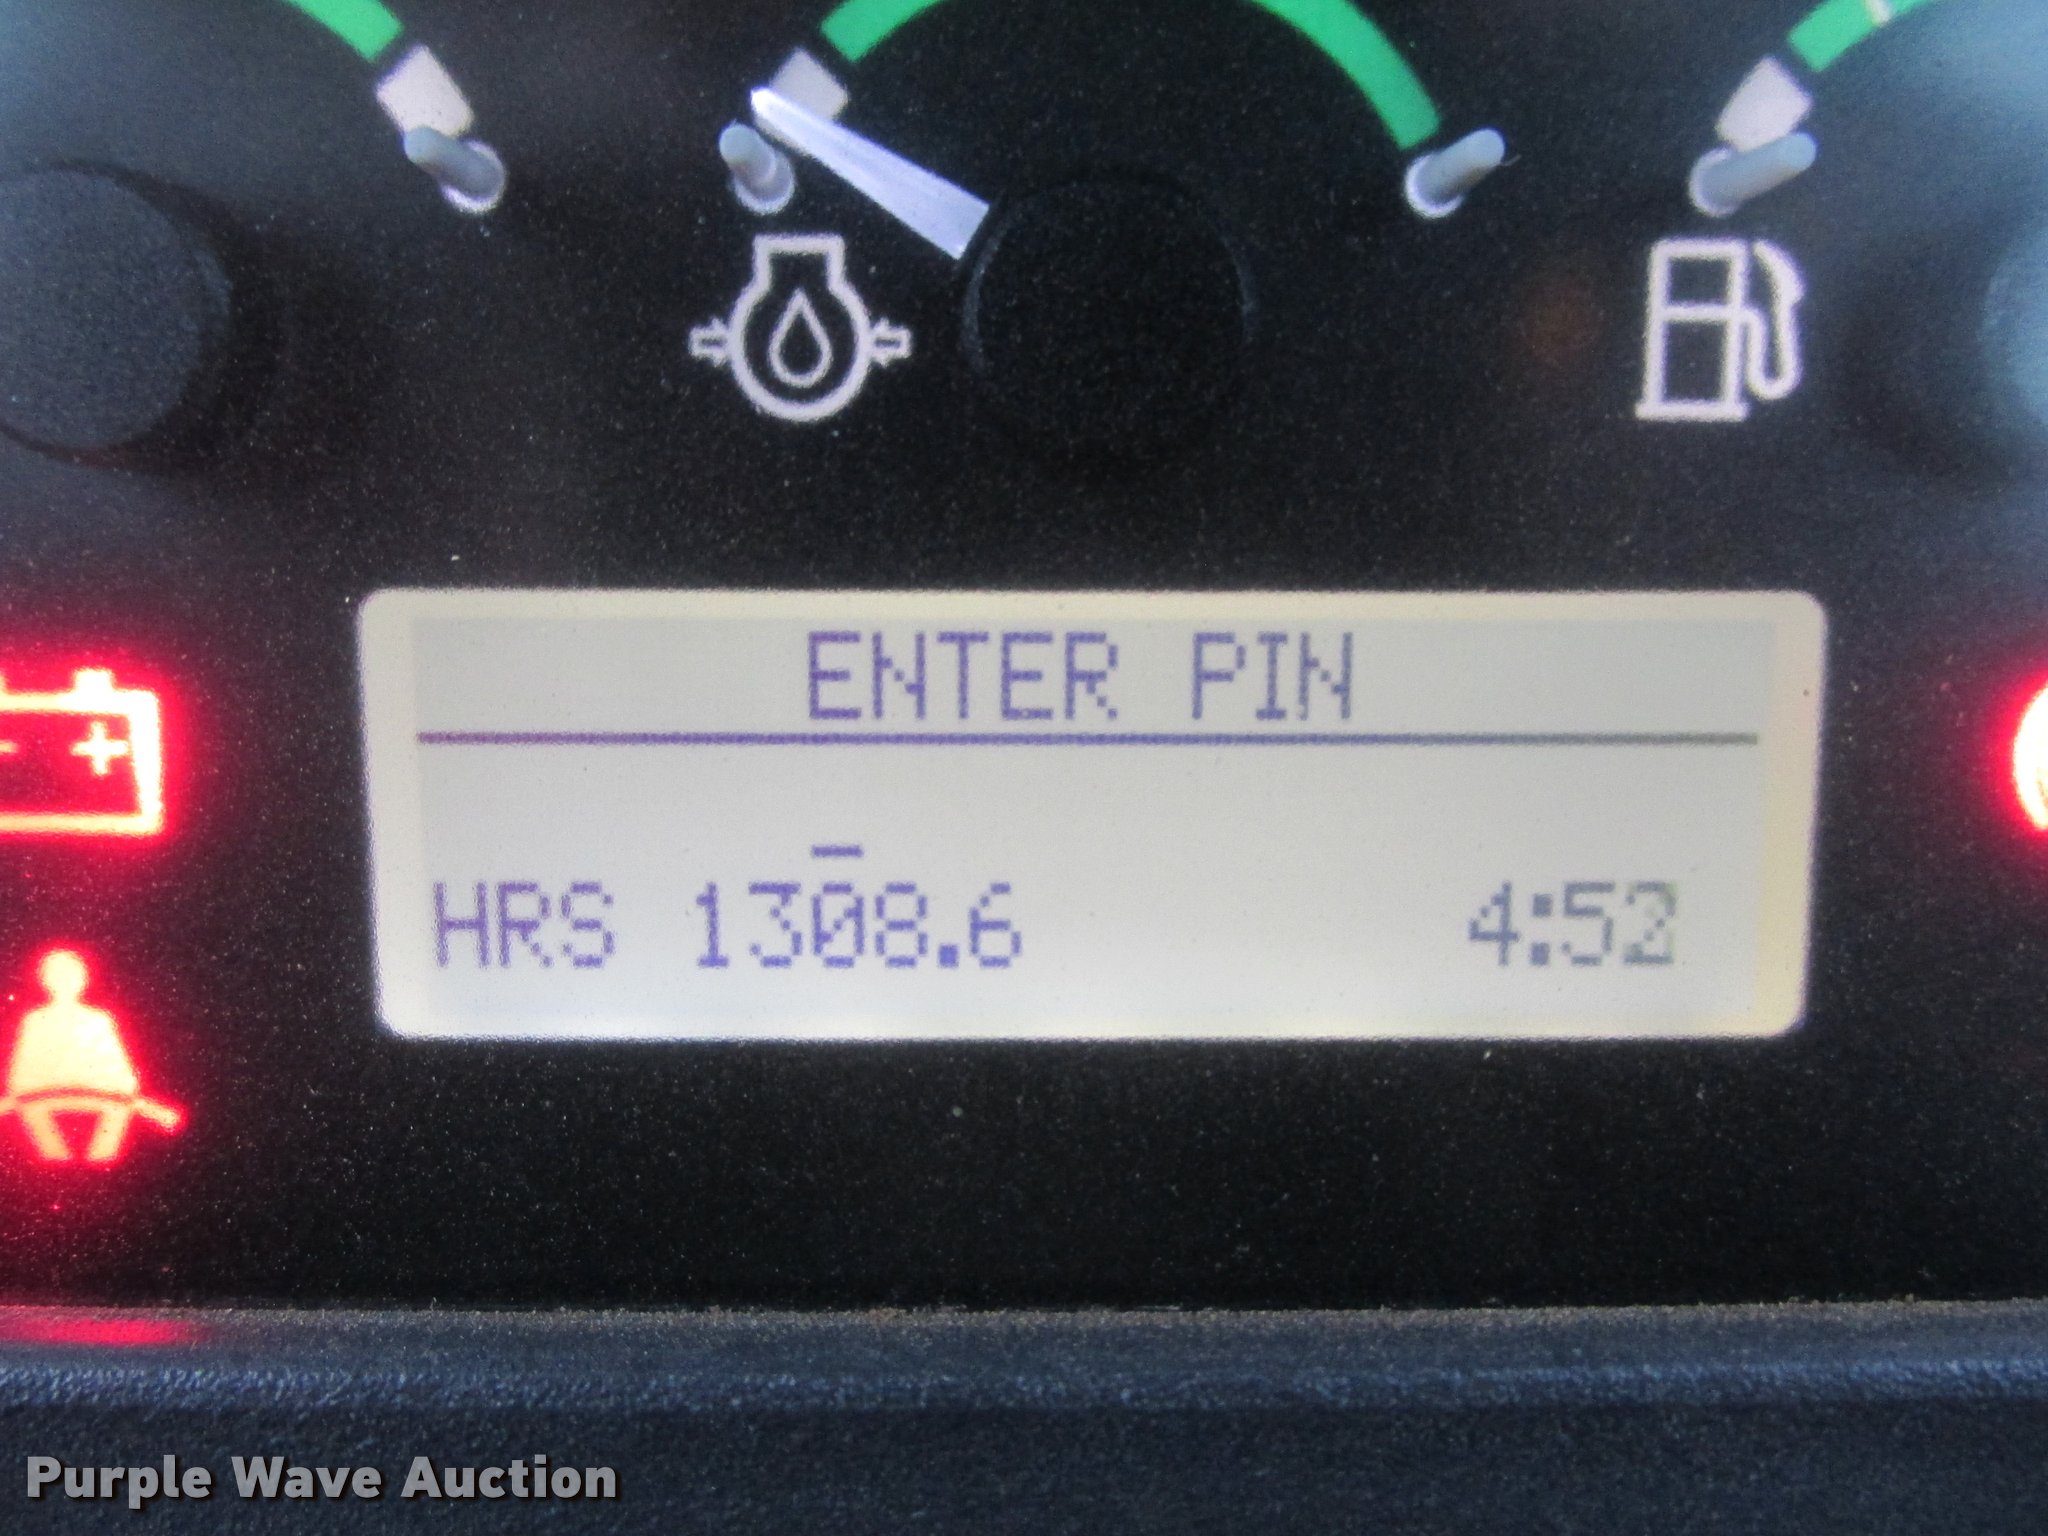 ENTER PIN
HRS 1308.6 4:52
Purple Wave Auction